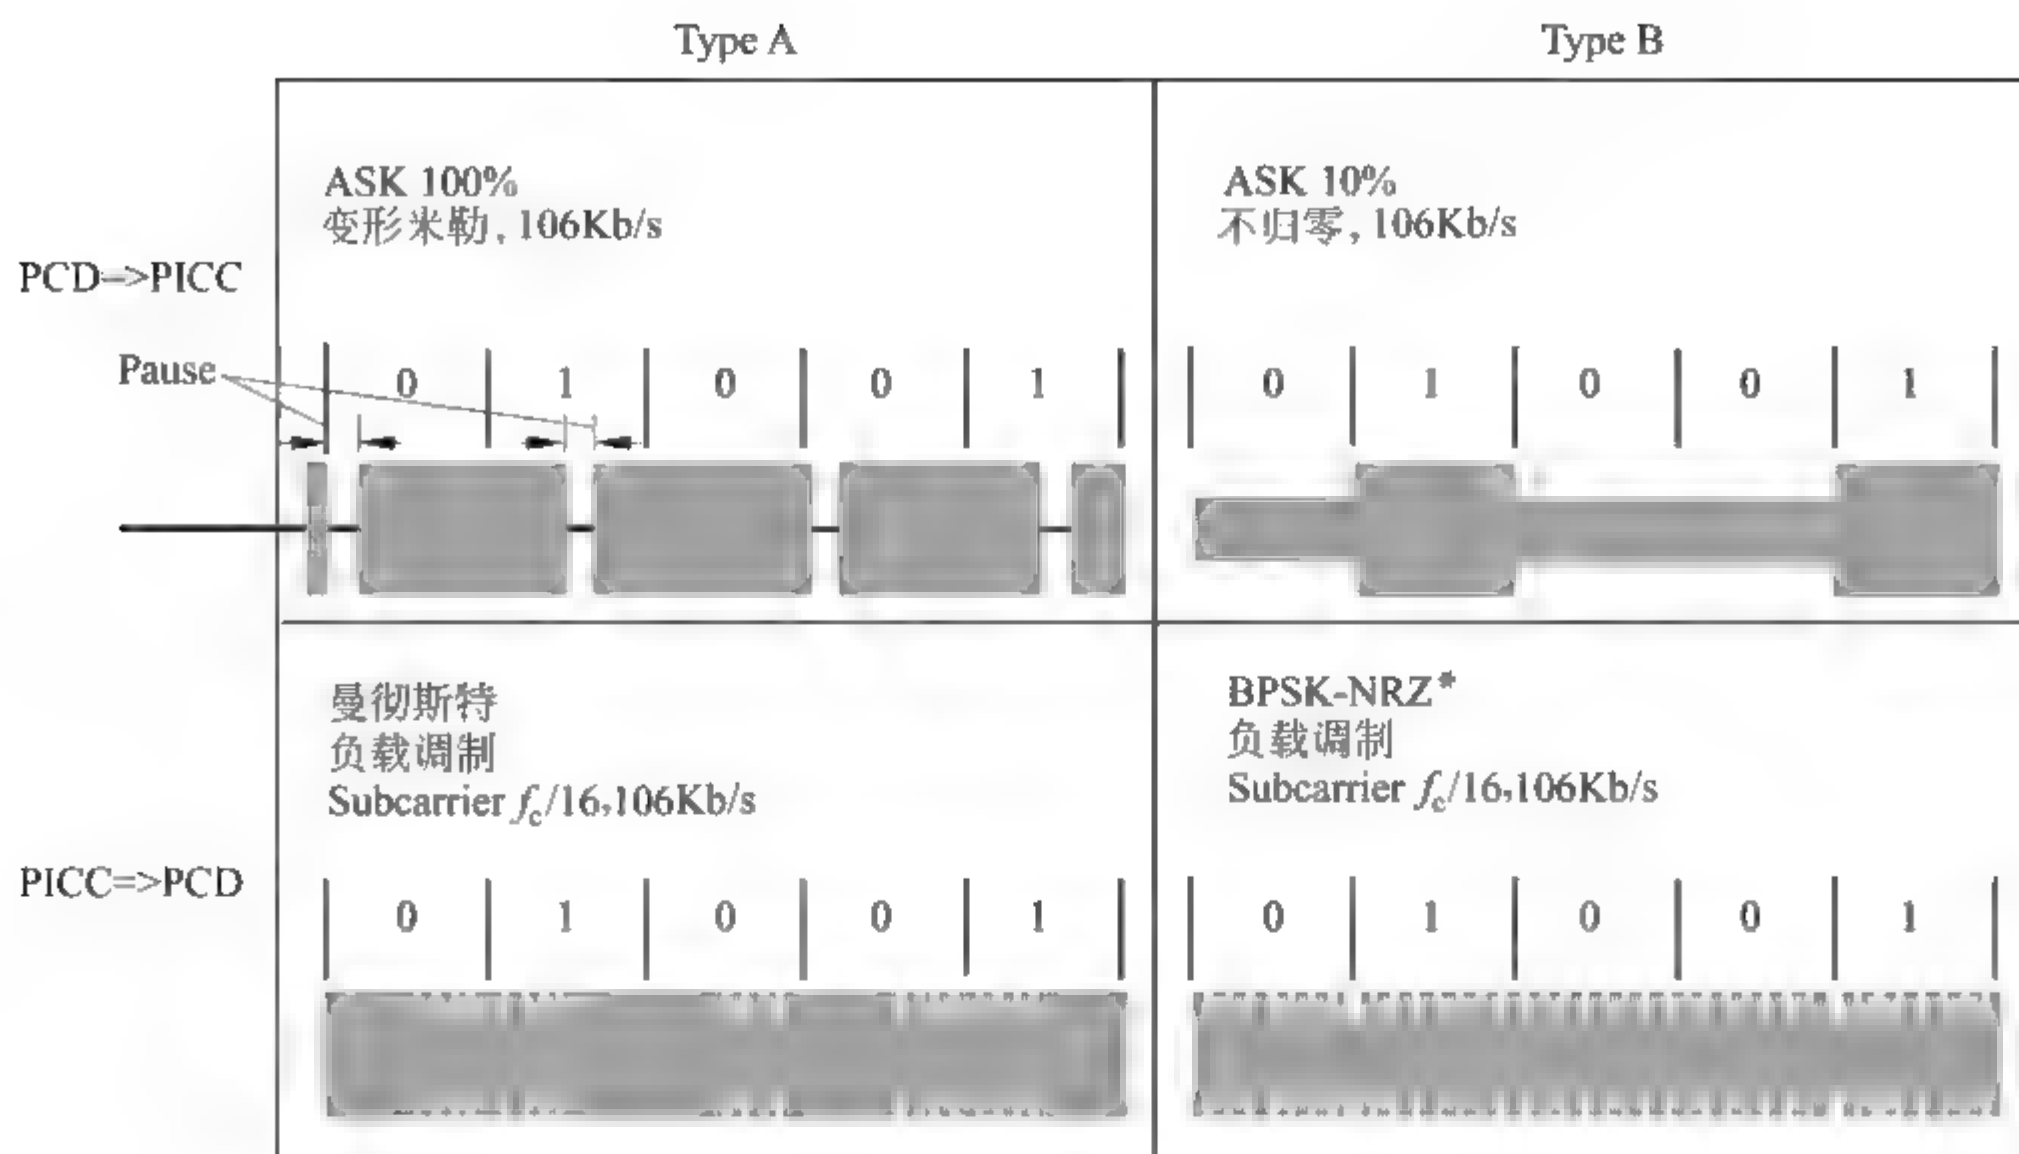 Type A
Type B
ASK 100%
变形米勒, 106Kb/s
ASK 10%
不归零, 106Kb/s
PCD=>PICC
Pause
0 1 0 0 1
0 1 0 0 1
曼彻斯特
负载调制
Subcarrier fc/16,106Kb/s
BPSK-NRZ*
负载调制
Subcarrier fc/16,106Kb/s
PICC=>PCD
0 1 0 0 1
0 1 0 0 1